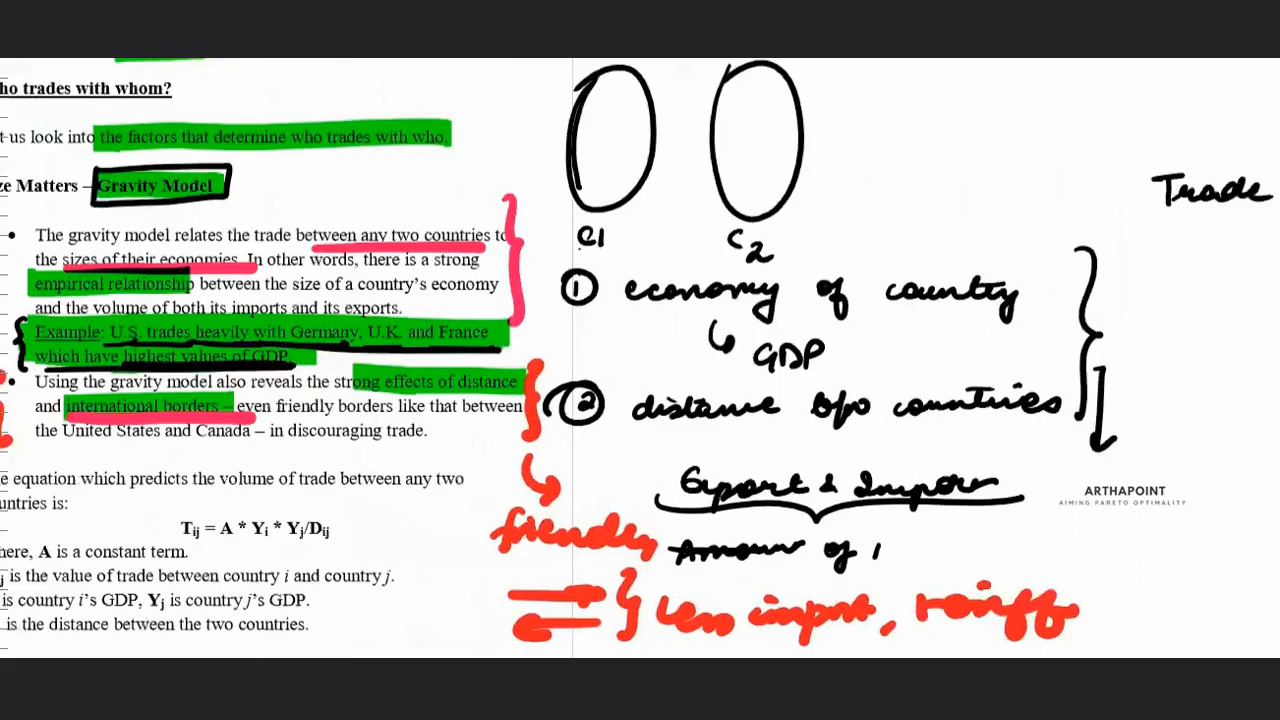 ho trades with whom?
t us look into the factors that determine who trades with who.
ze Matters – Gravity Model
• The gravity model relates the trade between any two countries to
the sizes of their economies. In other words, there is a strong
empirical relationship between the size of a country's economy
and the volume of both its imports and its exports.
Example: U.S. trades heavily with Germany, U.K. and France
which have highest values of GDP.
• Using the gravity model also reveals the strong effects of distance
and international borders – even friendly borders like that between
the United States and Canada – in discouraging trade.
e equation which predicts the volume of trade between any two
untries is:
Tij = A * Yi * Yj/Dij
here, A is a constant term.
j is the value of trade between country i and country j.
is country i's GDP, Yj is country j's GDP.
is the distance between the two countries.
C1
C2
Trade
① economy of country
GDP
② distance b/w countries
Export & Import
friendly
Amount of
Less import, tariffs
ARTHAPOINT
AIMING PARETO OPTIMALITY